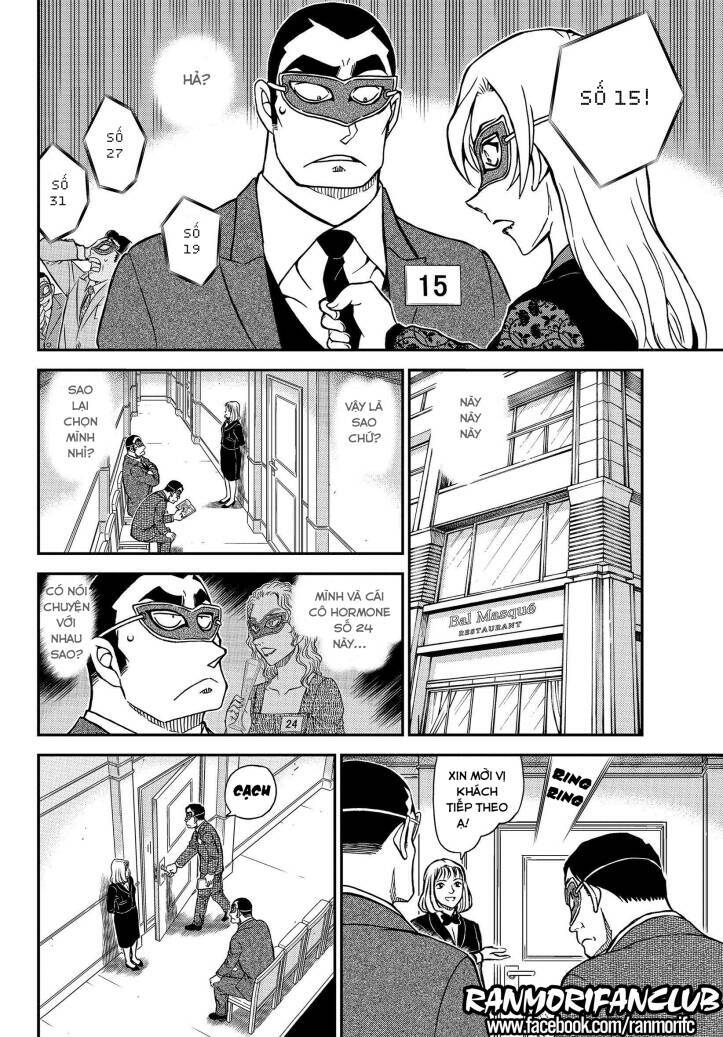 HẢ?
SỐ 15!
SỐ
27
SỐ
31
SỐ
19
15
SAO
LẠI
CHỌN
MÌNH
NHỈ?
VẬY LÀ
SAO
CHỨ?
NÀY
NÀY
NÀY
Bal Masqué
RESTAURANT
CÓ NÓI
CHUYỆN
VỚI
NHAU
SAO?
MÌNH VÀ CÁI
CÔ HORMONE
SỐ 24
NÀY...
24
CẠCH
XIN MỜI VỊ
KHÁCH
TIẾP THEO
Ạ!
RING
RING
RANMORIFANCLUB
www.facebook.com/ranmorifc